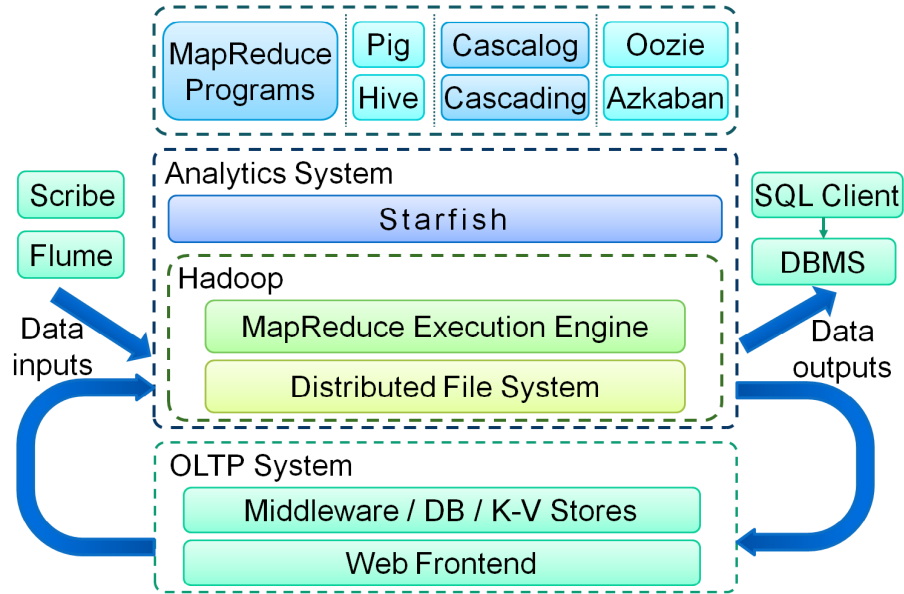 MapReduce
Programs
Pig
Hive
Cascalog
Cascading
Oozie
Azkaban
Scribe
Flume
Data
inputs
Analytics System
Starfish
Hadoop
MapReduce Execution Engine
Distributed File System
SQL Client
DBMS
Data
outputs
OLTP System
Middleware / DB / K-V Stores
Web Frontend